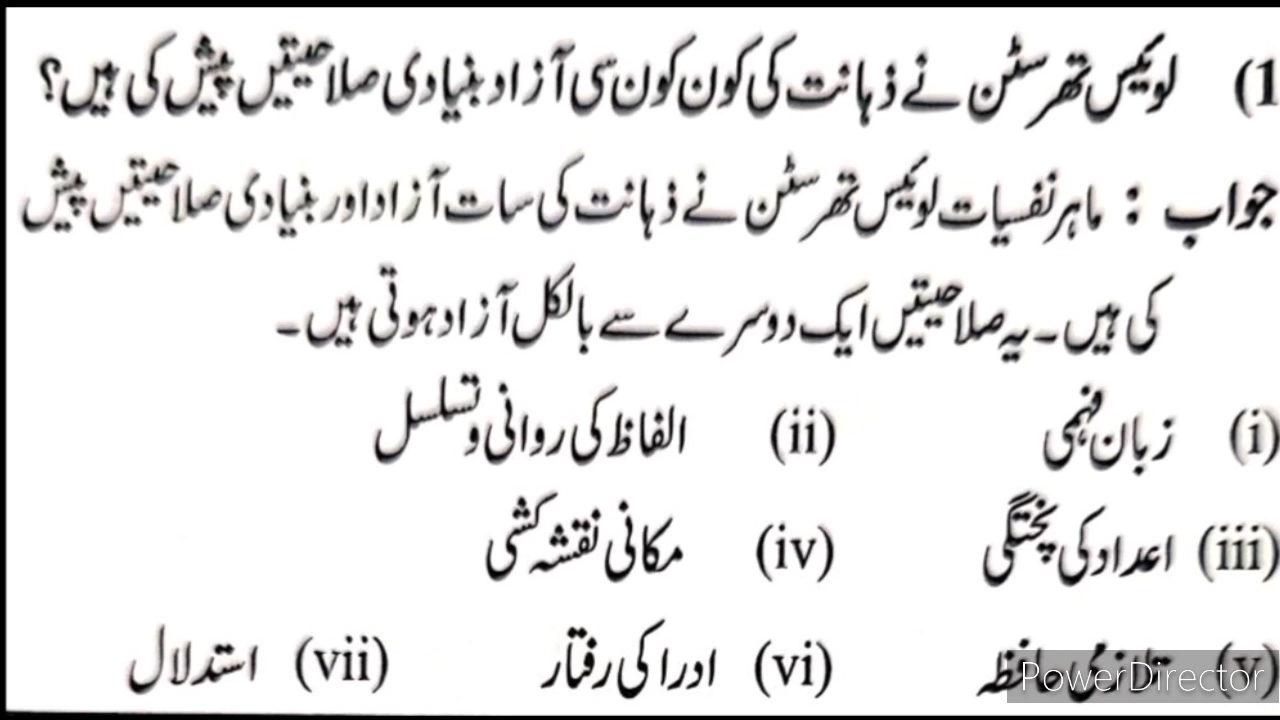 1) لوئیس تھرسٹن نے ذہانت کی کون کون سی آزاد بنیادی صلاحیتیں پیش کی ہیں؟
جواب : ماہر نفسیات لوئیس تھرسٹن نے ذہانت کی سات آزاد اور بنیادی صلاحیتیں پیش
کی ہیں۔ یہ صلاحیتیں ایک دوسرے سے بالکل آزاد ہوتی ہیں۔
(i) زبان فہمی (ii) الفاظ کی روانی و تسلسل
(iii) اعداد کی پختگی (iv) مکانی نقشہ کشی
(v) تلازمی حافظہ (vi) ادراکی رفتار (vii) استدلال
PowerDirector